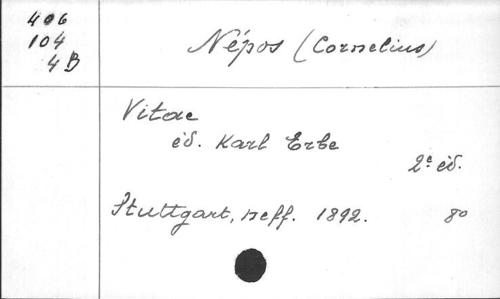 406
104
4B
Népos (Cornelius)
Vitae
éd. Karl Erbe
2e éd.
Stuttgart, Neff. 1892. 8o